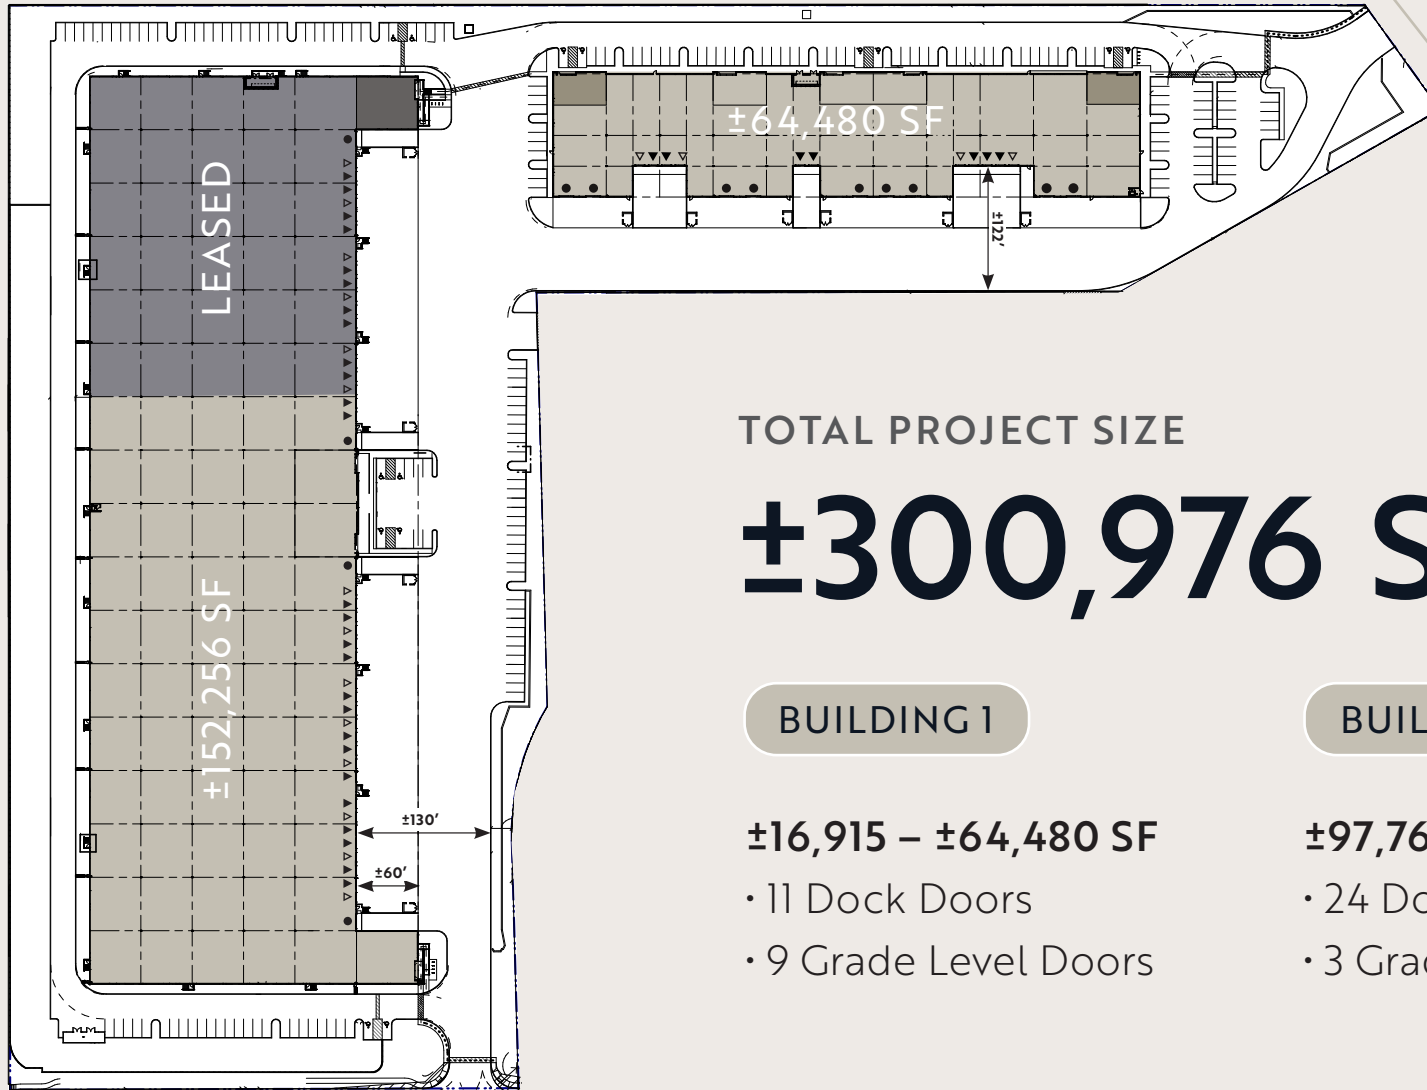 ±64,480 SF
LEASED
±122′
TOTAL PROJECT SIZE
±300,976 S
±152,256 SF
BUILDING 1
BUIL
±130′
±60′
±16,915 – ±64,480 SF
±97,76
· 11 Dock Doors
· 24 Do
· 9 Grade Level Doors
· 3 Grad